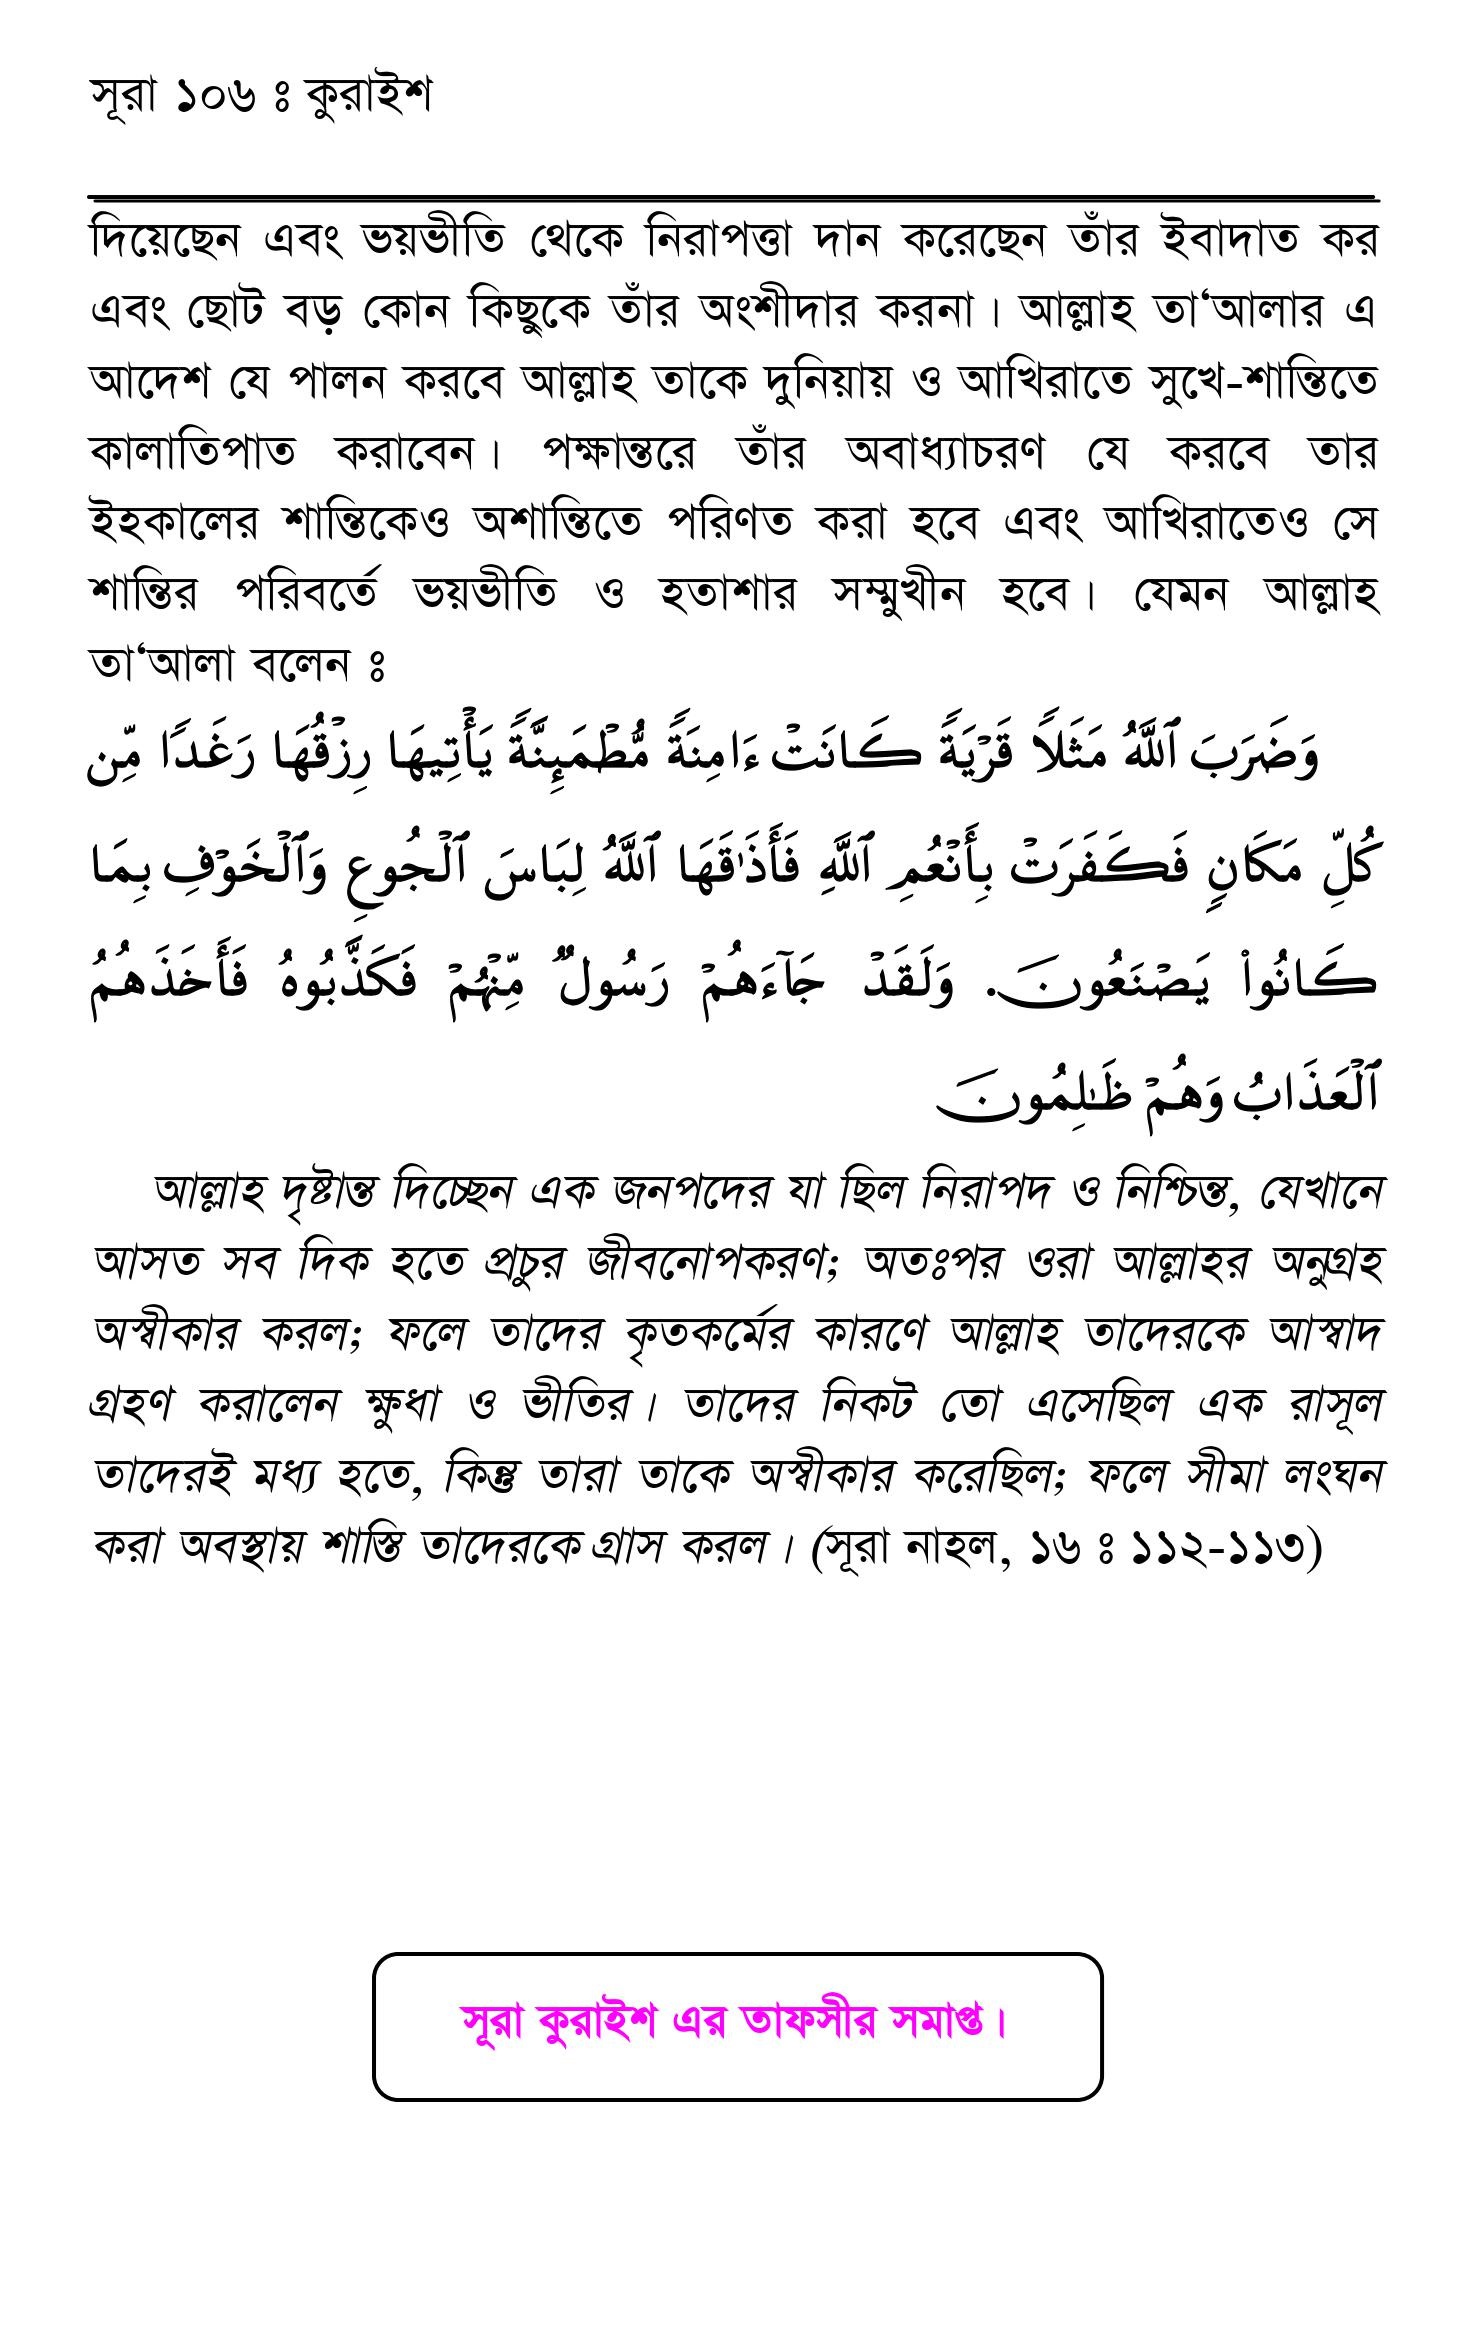 সূরা ১০৬ ঃ কুরাইশ
দিয়েছেন এবং ভয়ভীতি থেকে নিরাপত্তা দান করেছেন তাঁর ইবাদাত কর
এবং ছোট বড় কোন কিছুকে তাঁর অংশীদার করনা। আল্লাহ তা‘আলার এ
আদেশ যে পালন করবে আল্লাহ তাকে দুনিয়ায় ও আখিরাতে সুখে-শান্তিতে
কালাতিপাত করাবেন। পক্ষান্তরে তাঁর অবাধ্যাচরণ যে করবে তার
ইহকালের শান্তিকেও অশান্তিতে পরিণত করা হবে এবং আখিরাতেও সে
শান্তির পরিবর্তে ভয়ভীতি ও হতাশার সম্মুখীন হবে। যেমন আল্লাহ
তা‘আলা বলেন ঃ
وَضَرَبَ ٱللَّهُ مَثَلًا قَرْيَةً كَانَتْ ءَامِنَةً مُّطْمَئِنَّةً يَأْتِيهَا رِزْقُهَا رَغَدًا مِّن
كُلِّ مَكَانٍ فَكَفَرَتْ بِأَنْعُمِ ٱللَّهِ فَأَذَٰقَهَا ٱللَّهُ لِبَاسَ ٱلْجُوعِ وَٱلْخَوْفِ بِمَا
كَانُوا۟ يَصْنَعُونَ. وَلَقَدْ جَآءَهُمْ رَسُولٌ مِّنْهُمْ فَكَذَّبُوهُ فَأَخَذَهُمُ
ٱلْعَذَابُ وَهُمْ ظَٰلِمُونَ
আল্লাহ দৃষ্টান্ত দিচ্ছেন এক জনপদের যা ছিল নিরাপদ ও নিশ্চিন্ত, যেখানে
আসত সব দিক হতে প্রচুর জীবনোপকরণ; অতঃপর ওরা আল্লাহর অনুগ্রহ
অস্বীকার করল; ফলে তাদের কৃতকর্মের কারণে আল্লাহ তাদেরকে আস্বাদ
গ্রহণ করালেন ক্ষুধা ও ভীতির। তাদের নিকট তো এসেছিল এক রাসূল
তাদেরই মধ্য হতে, কিন্তু তারা তাকে অস্বীকার করেছিল; ফলে সীমা লংঘন
করা অবস্থায় শাস্তি তাদেরকে গ্রাস করল। (সূরা নাহল, ১৬ ঃ ১১২-১১৩)
সূরা কুরাইশ এর তাফসীর সমাপ্ত।